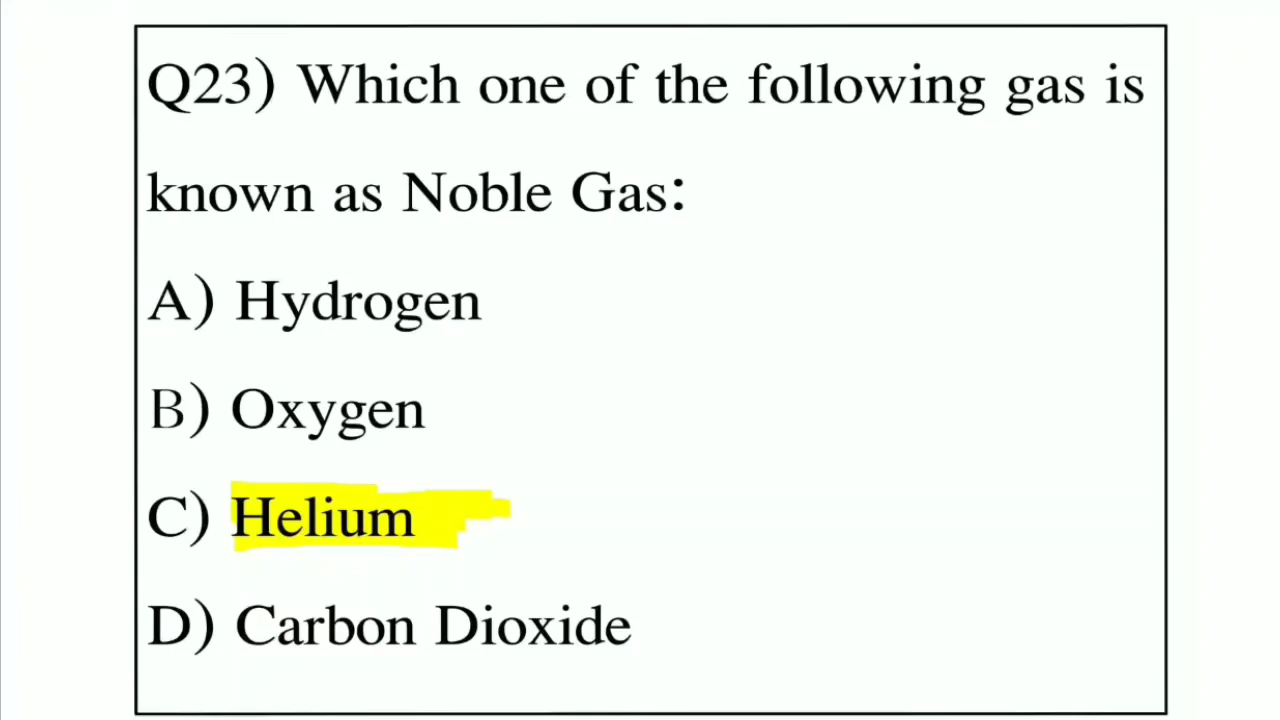 Q23) Which one of the following gas is
known as Noble Gas:
A) Hydrogen
B) Oxygen
C) Helium
D) Carbon Dioxide